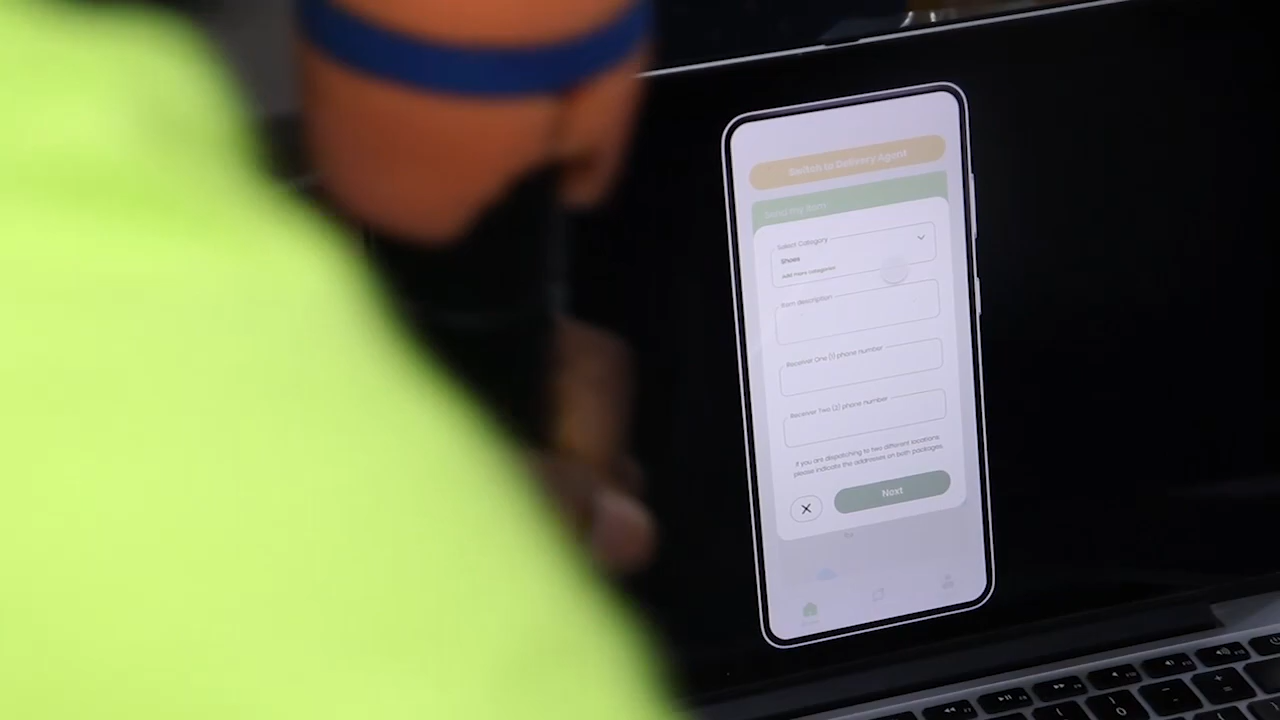 Switch to Delivery Agent
Send My Item
Select Category
Shoes
add more categories
Item description
Receiver One (1) phone number
Receiver Two (2) phone number
If you are dispatching to two different locations
please indicate the addresses on both packages.
Next